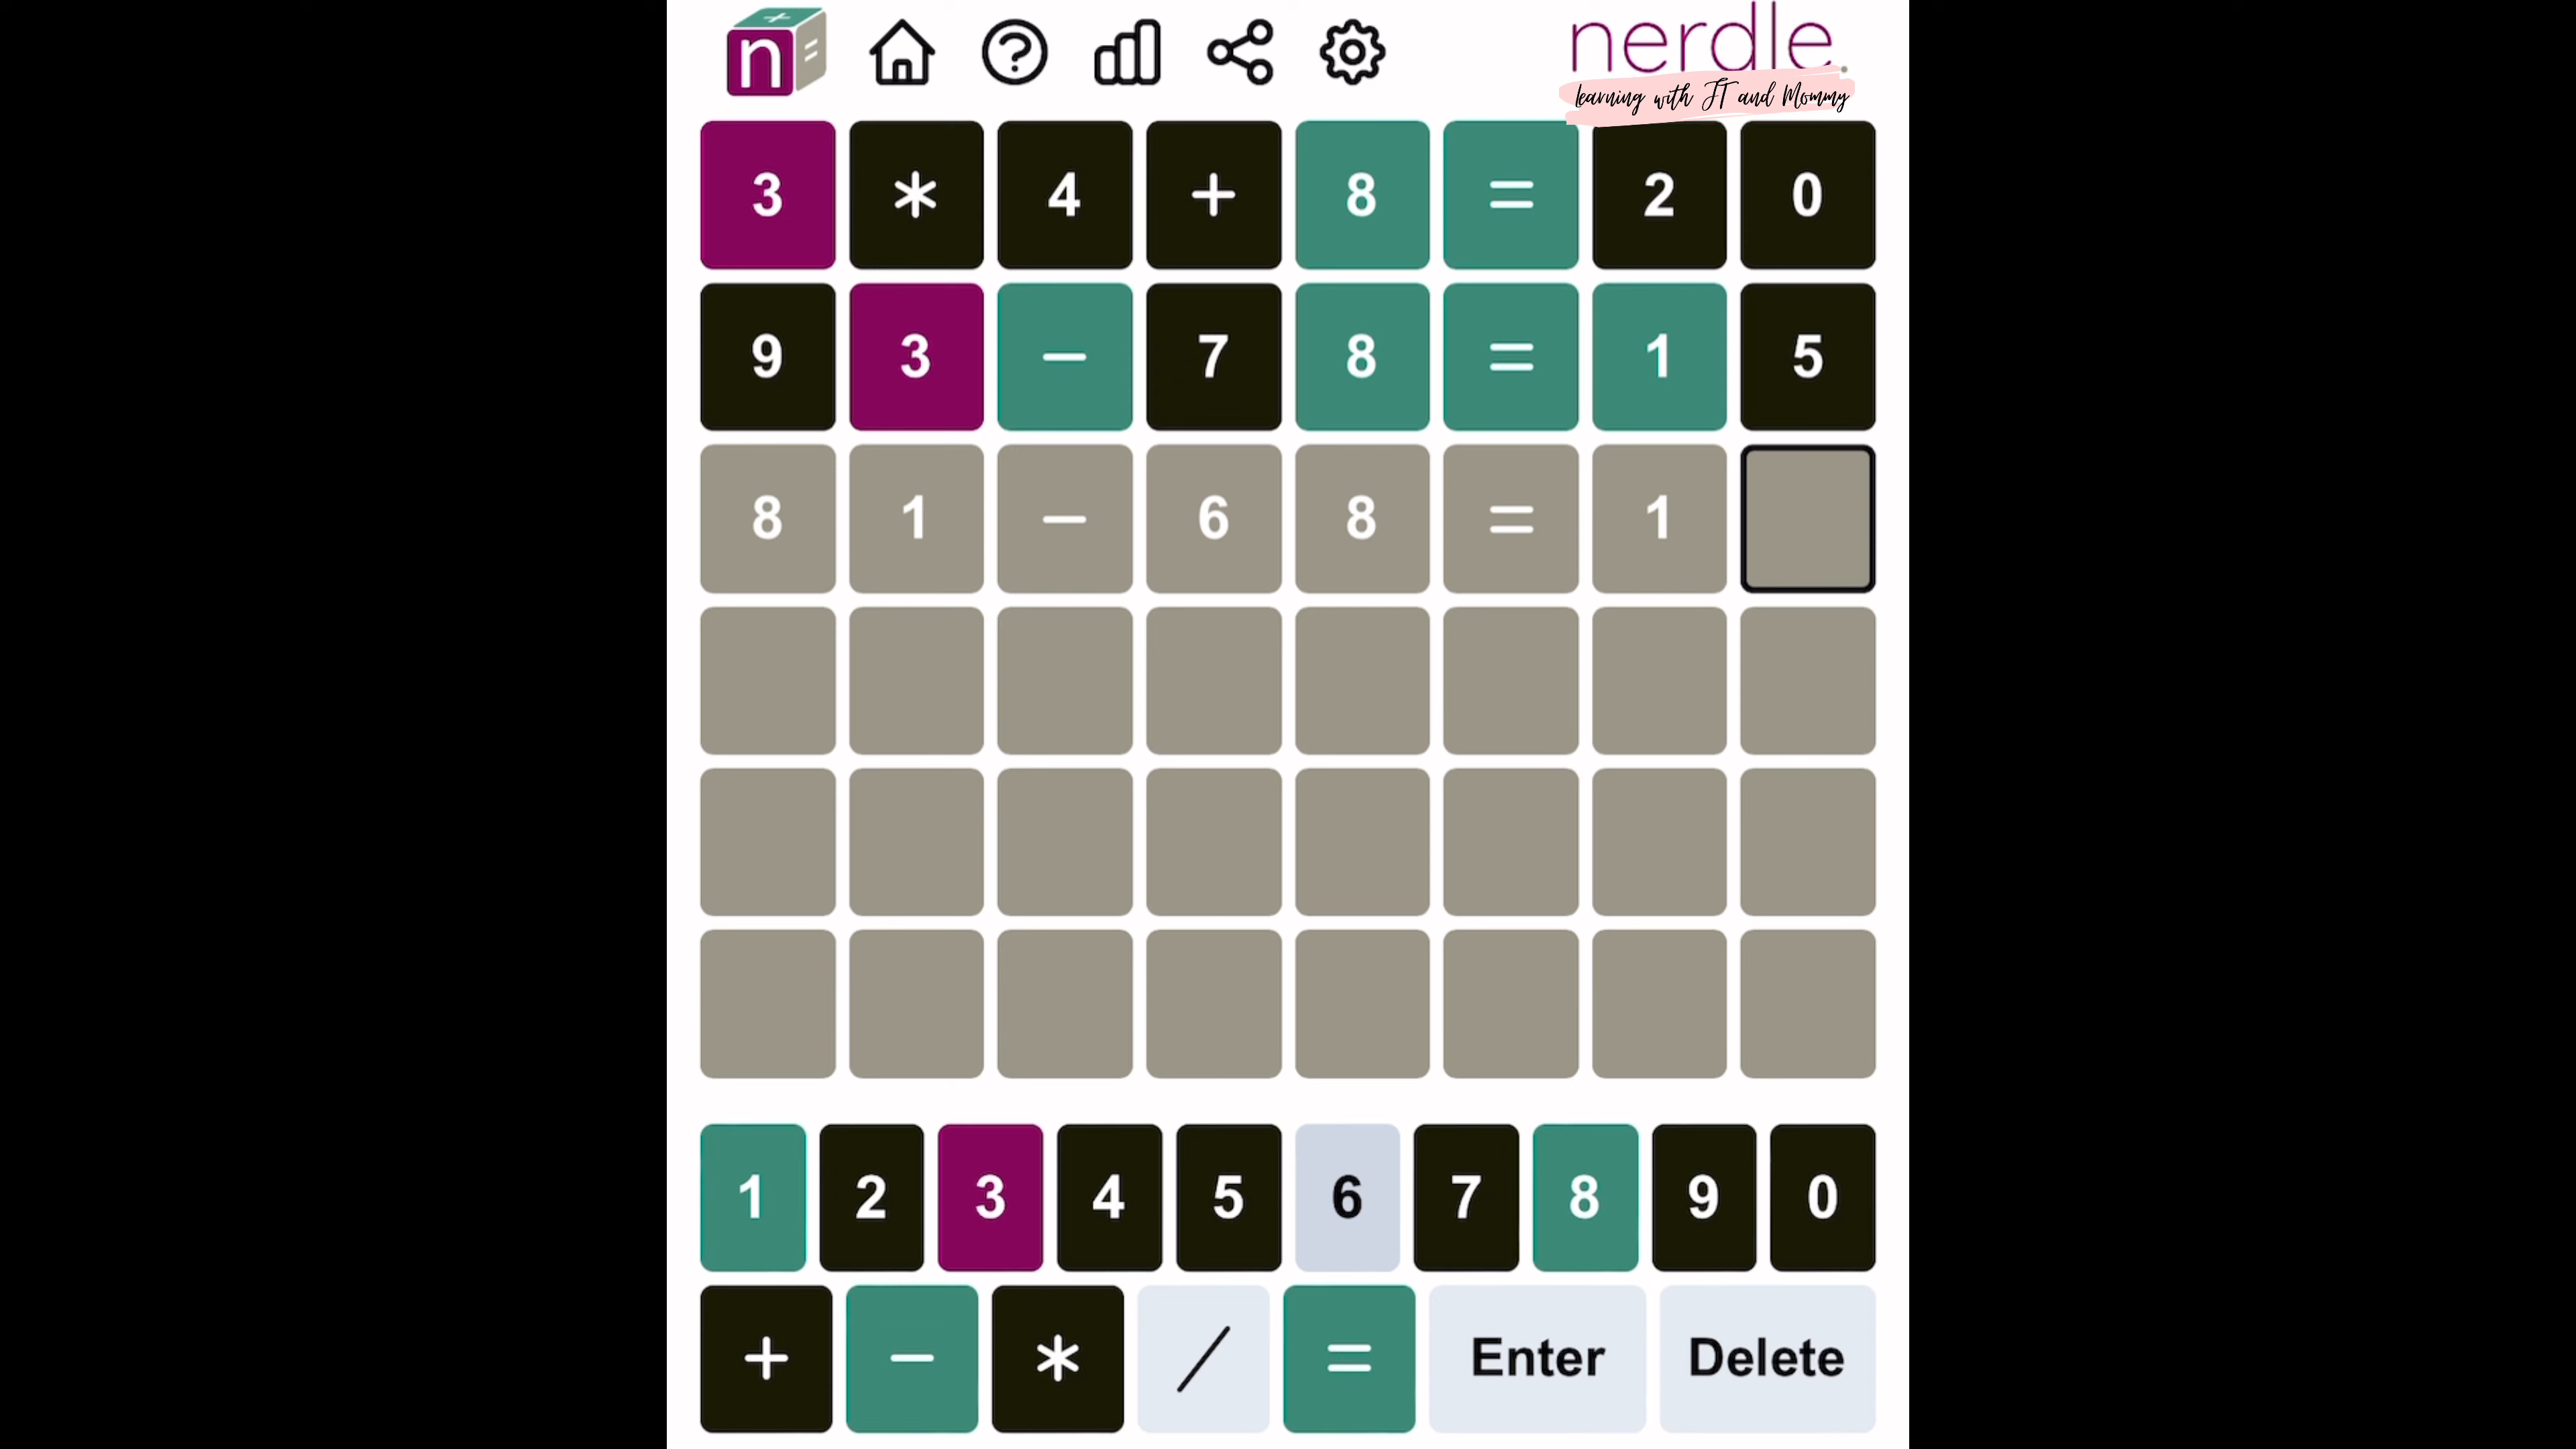 n + =
nerdle.
learning with JT and Mommy
3 * 4 + 8 = 2 0
9 3 - 7 8 = 1 5
8 1 - 6 8 = 1
1 2 3 4 5 6 7 8 9 0
+ - * / = Enter Delete